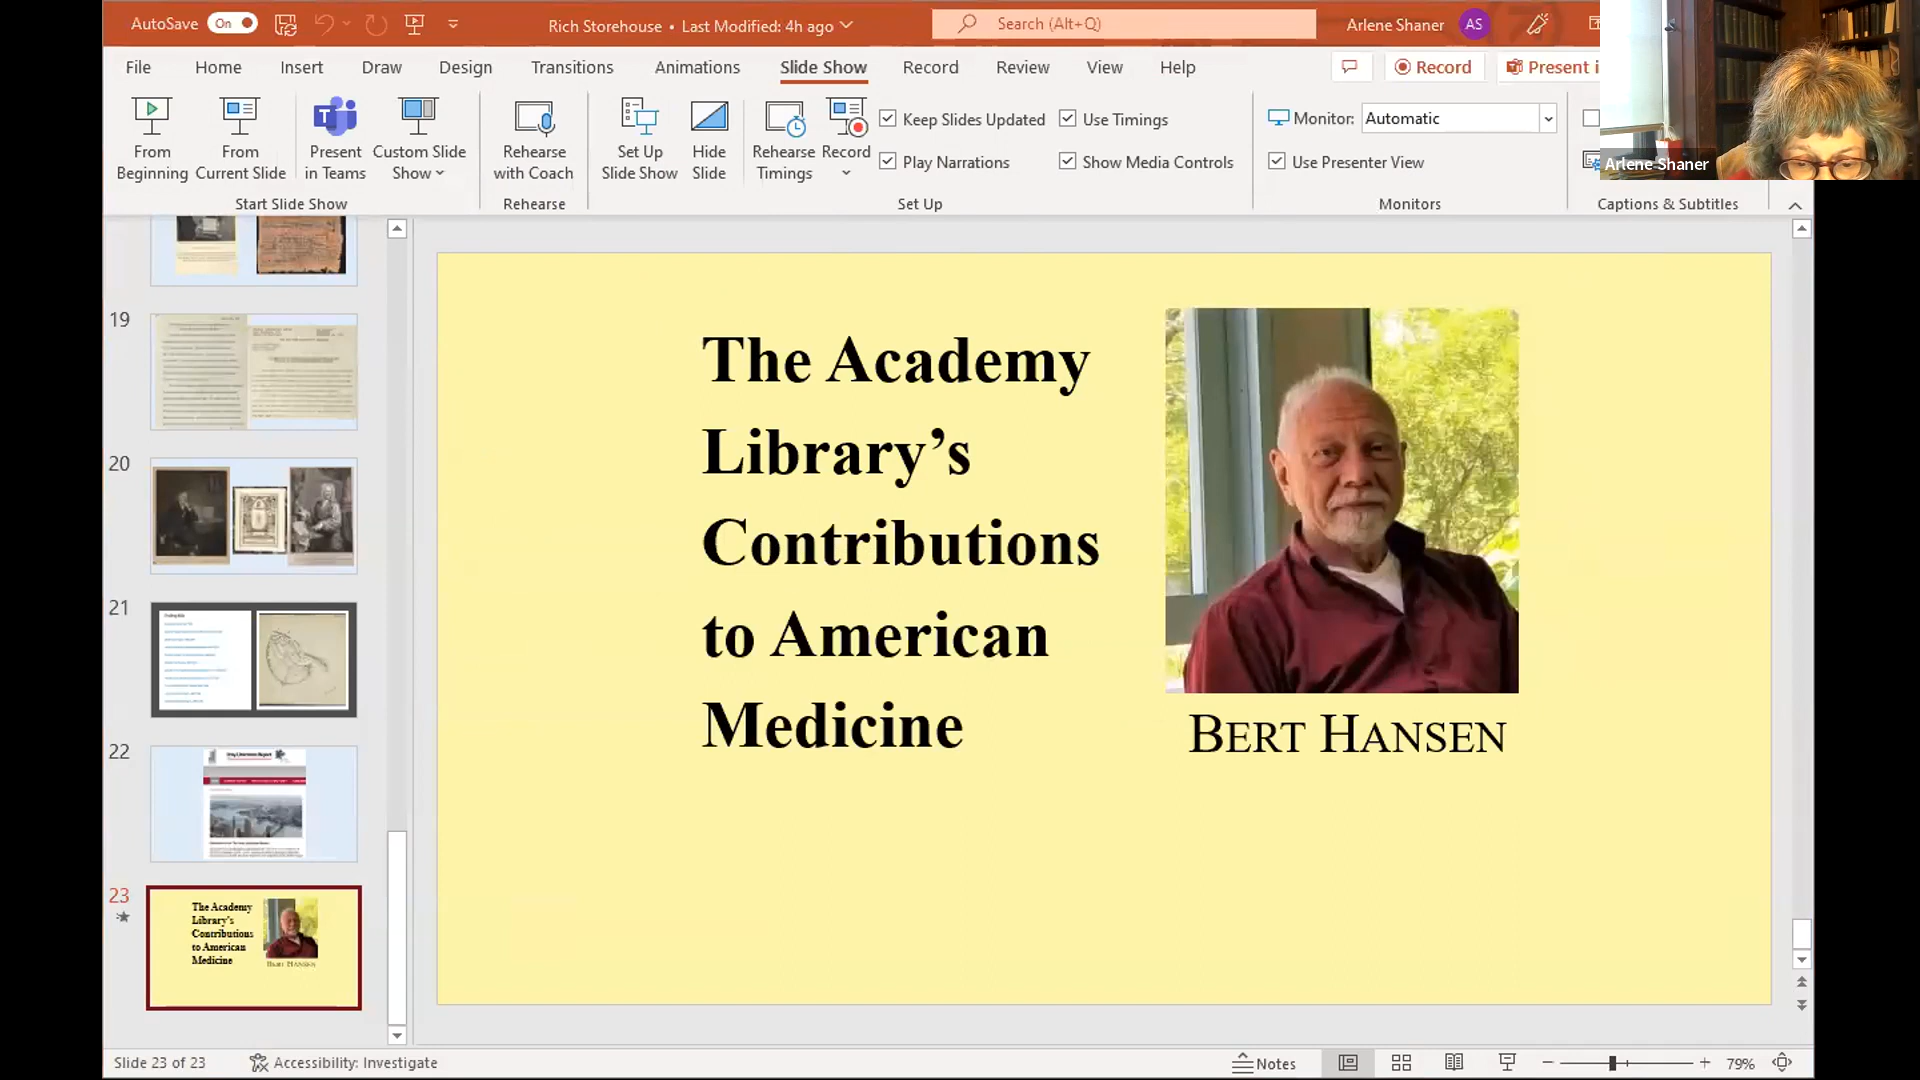 AutoSave On
Rich Storehouse • Last Modified: 4h ago
Search (Alt+Q)
Arlene Shaner AS
File Home Insert Draw Design Transitions Animations Slide Show Record Review View Help
Record
Present i
From Beginning
From Current Slide
Present in Teams
Custom Slide Show
Rehearse with Coach
Set Up Slide Show
Hide Slide
Rehearse Timings
Record
Keep Slides Updated
Use Timings
Play Narrations
Show Media Controls
Monitor: Automatic
Use Presenter View
Arlene Shaner
Start Slide Show
Rehearse
Set Up
Monitors
Captions & Subtitles
19
20
21
22
23
The Academy
Library's
Contributions
to American
Medicine
BERT HANSEN
The Academy
Library’s
Contributions
to American
Medicine
BERT HANSEN
Slide 23 of 23
Accessibility: Investigate
Notes
79%